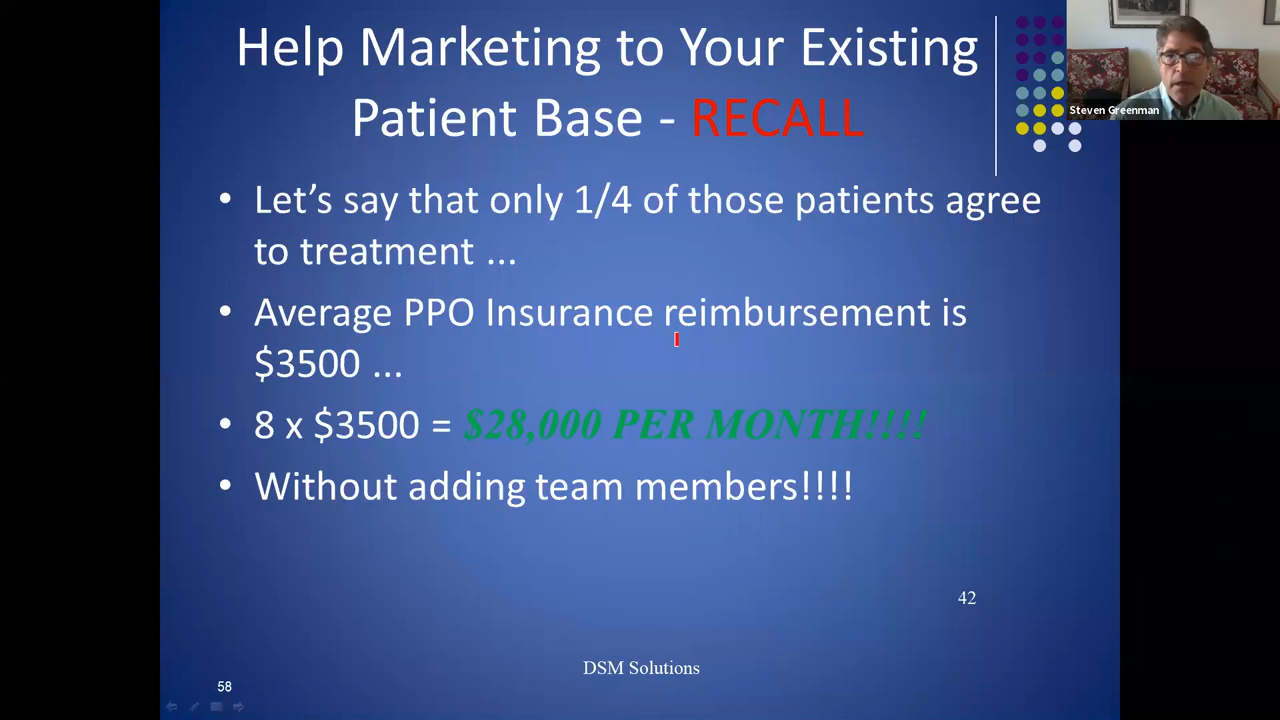 Help Marketing to Your Existing
Patient Base - RECALL
Steven Greenman
• Let’s say that only 1/4 of those patients agree
to treatment ...
• Average PPO Insurance reimbursement is
$3500 ...
• 8 x $3500 = $28,000 PER MONTH!!!!
• Without adding team members!!!!
42
DSM Solutions
58